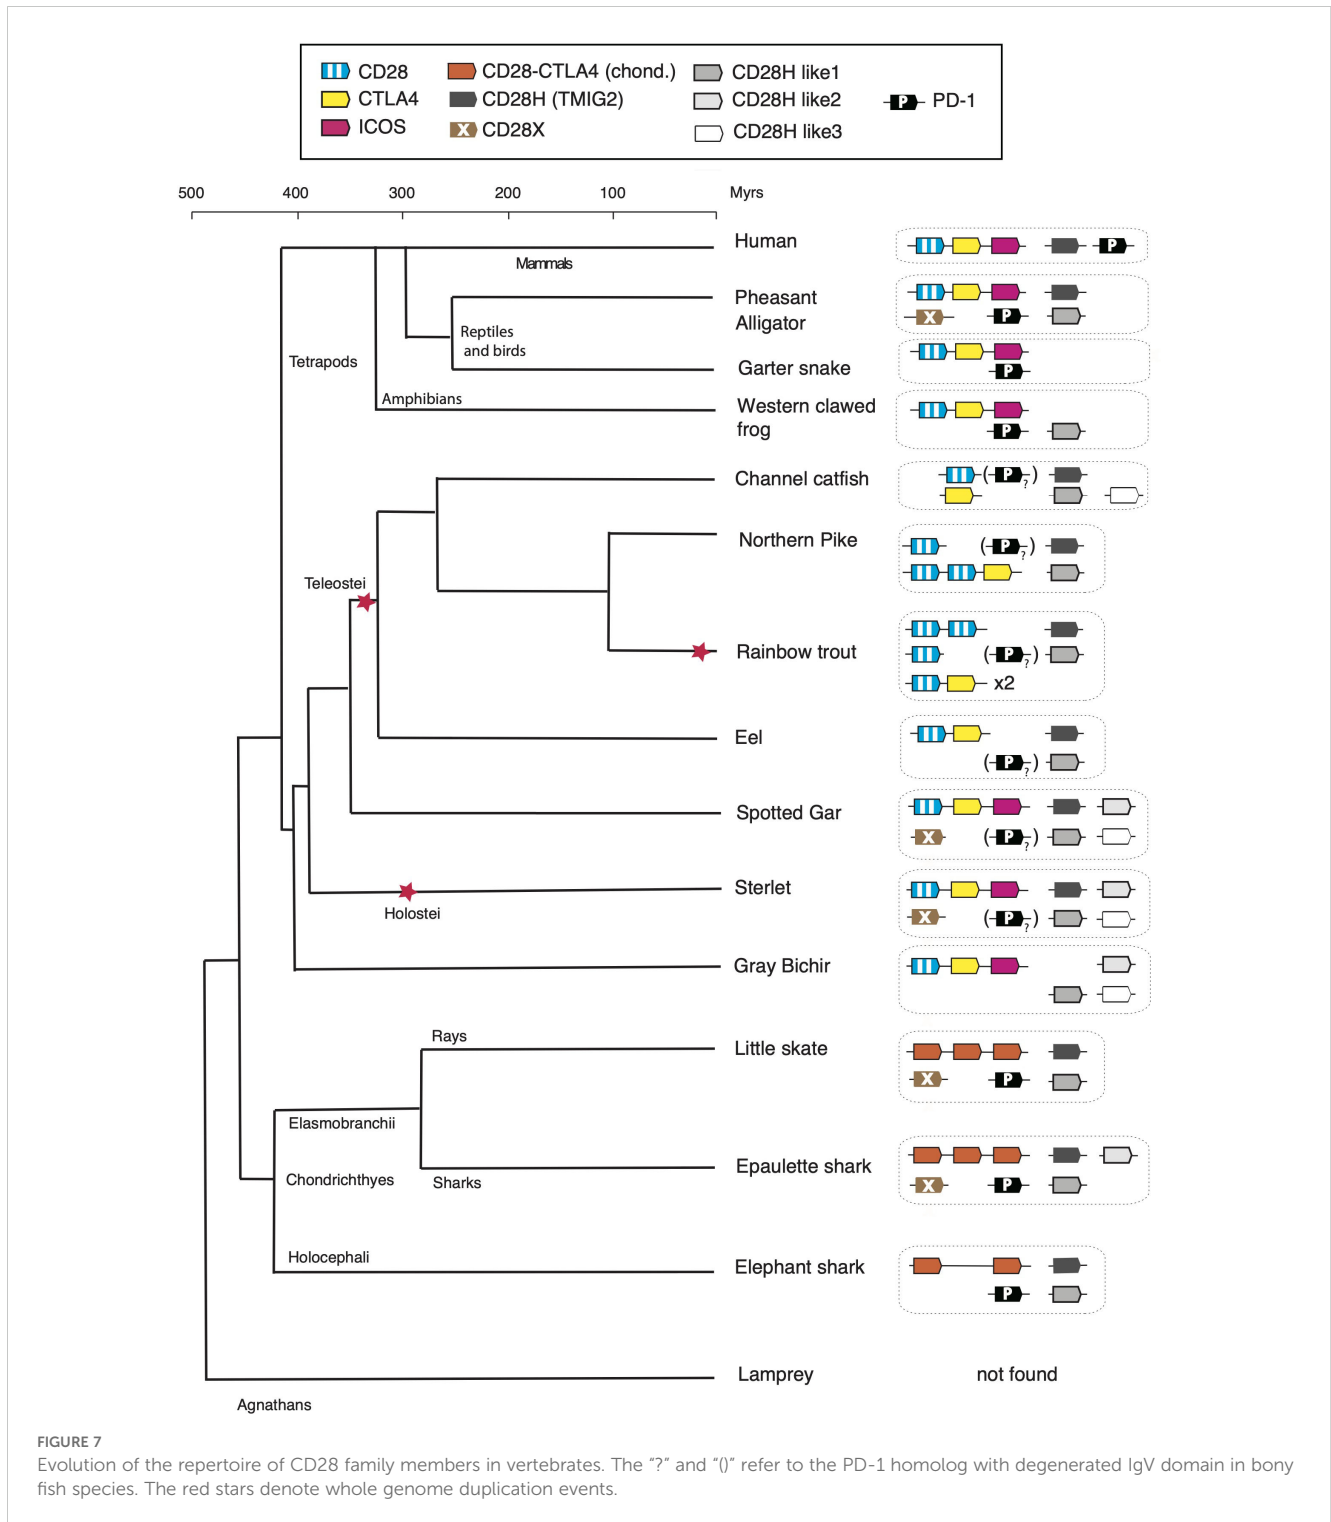 CD28
CTLA4
ICOS
CD28-CTLA4 (chond.)
CD28H (TMIG2)
X CD28X
CD28H like1
CD28H like2
CD28H like3
P PD-1
500 400 300 200 100 Myrs
Human
P
Mammals
Pheasant
Alligator
X P
Reptiles
and birds
Tetrapods
Garter snake
P
Amphibians
Western clawed
frog
P
Channel catfish
(P?)
Northern Pike
(P?)
Teleostei
Rainbow trout
(P?)
x2
Eel
(P?)
Spotted Gar
X (P?)
Sterlet
X (P?)
Holostei
Gray Bichir
Rays
Little skate
X P
Elasmobranchii
Chondrichthyes
Epaulette shark
Sharks
X P
Holocephali
Elephant shark
P
Lamprey not found
Agnathans
FIGURE 7
Evolution of the repertoire of CD28 family members in vertebrates. The “?” and “()” refer to the PD-1 homolog with degenerated IgV domain in bony
fish species. The red stars denote whole genome duplication events.